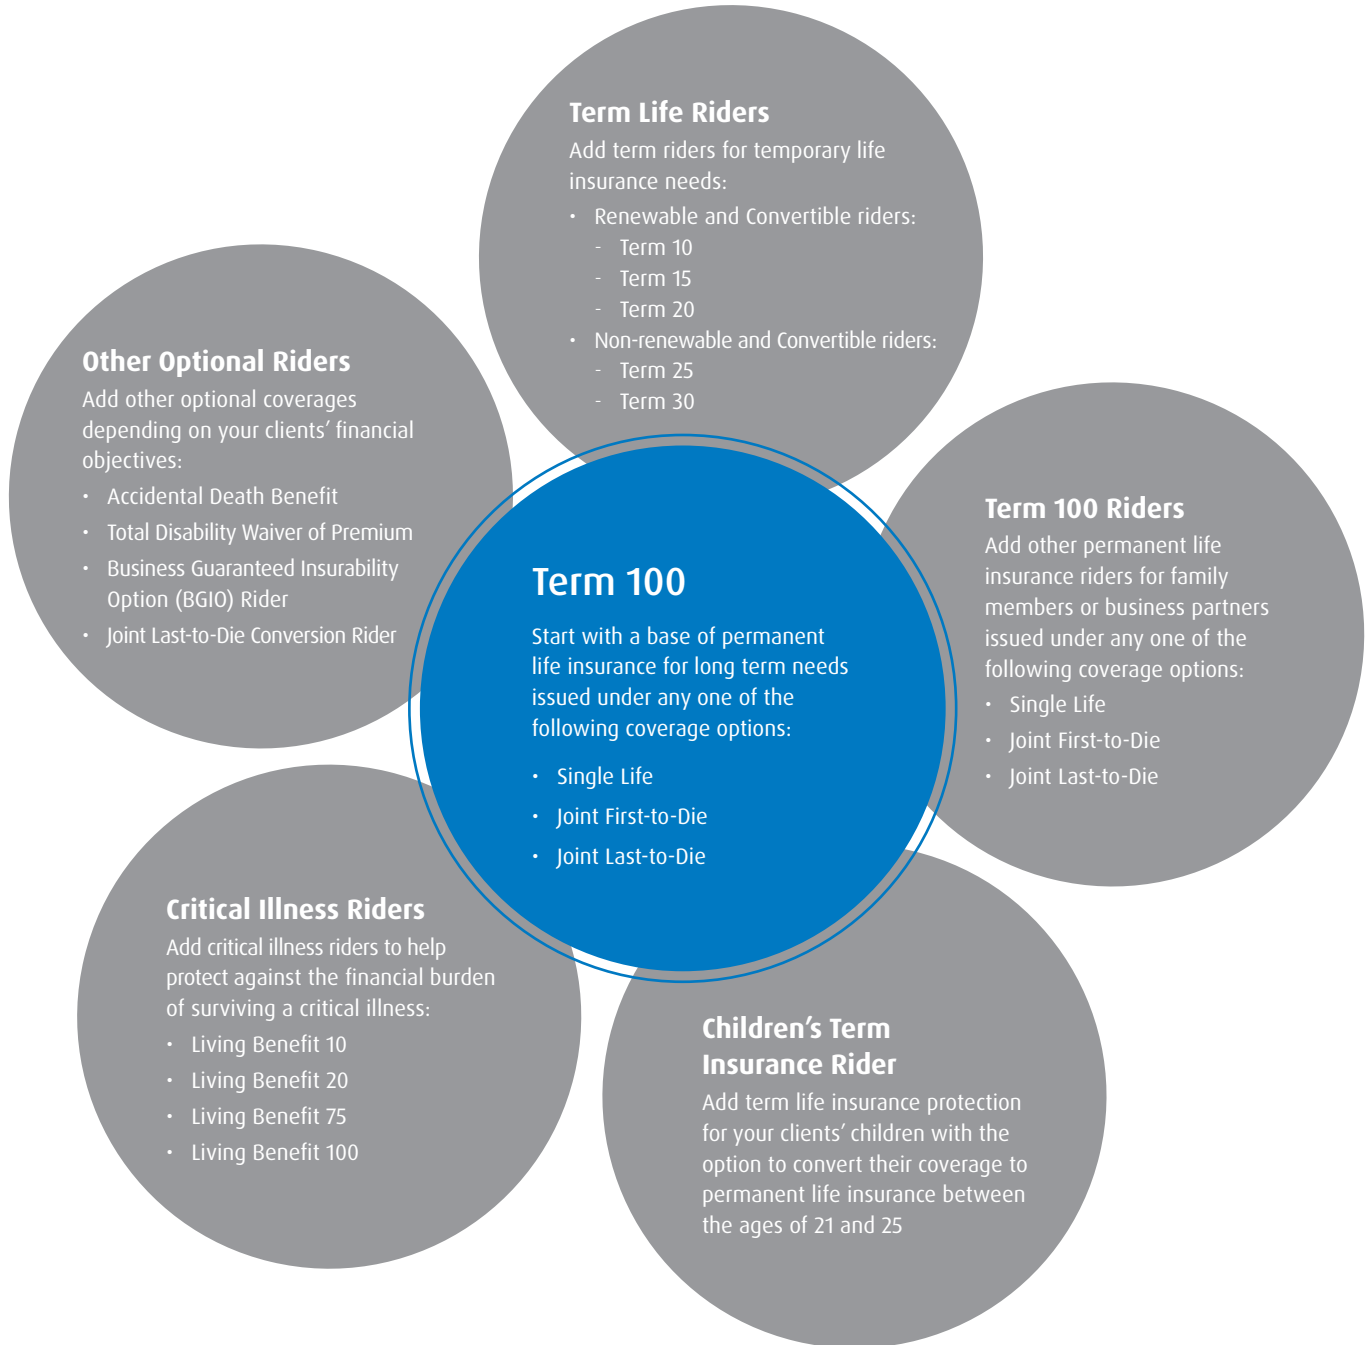 Term Life Riders
Add term riders for temporary life
insurance needs:
• Renewable and Convertible riders:
- Term 10
- Term 15
- Term 20
• Non-renewable and Convertible riders:
- Term 25
- Term 30
Other Optional Riders
Add other optional coverages
depending on your clients’ financial
objectives:
• Accidental Death Benefit
• Total Disability Waiver of Premium
• Business Guaranteed Insurability
Option (BGIO) Rider
• Joint Last-to-Die Conversion Rider
Term 100
Start with a base of permanent
life insurance for long term needs
issued under any one of the
following coverage options:
• Single Life
• Joint First-to-Die
• Joint Last-to-Die
Term 100 Riders
Add other permanent life
insurance riders for family
members or business partners
issued under any one of the
following coverage options:
• Single Life
• Joint First-to-Die
• Joint Last-to-Die
Critical Illness Riders
Add critical illness riders to help
protect against the financial burden
of surviving a critical illness:
• Living Benefit 10
• Living Benefit 20
• Living Benefit 75
• Living Benefit 100
Children’s Term
Insurance Rider
Add term life insurance protection
for your clients’ children with the
option to convert their coverage to
permanent life insurance between
the ages of 21 and 25